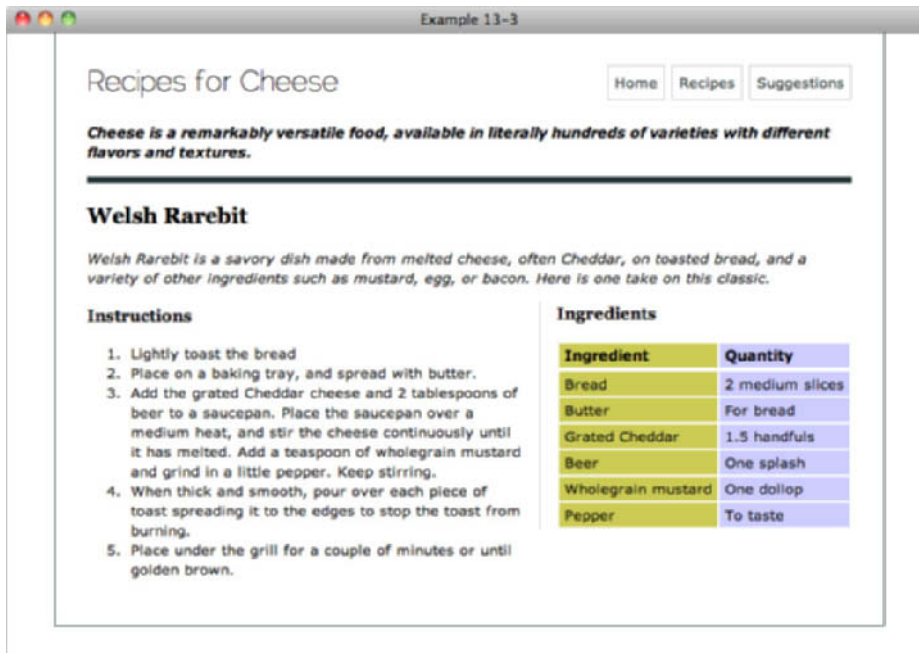 Example 13-3
Recipes for Cheese
Home Recipes Suggestions
Cheese is a remarkably versatile food, available in literally hundreds of varieties with different
flavors and textures.
Welsh Rarebit
Welsh Rarebit is a savory dish made from melted cheese, often Cheddar, on toasted bread, and a
variety of other ingredients such as mustard, egg, or bacon. Here is one take on this classic.
Instructions
1. Lightly toast the bread
2. Place on a baking tray, and spread with butter.
3. Add the grated Cheddar cheese and 2 tablespoons of
beer to a saucepan. Place the saucepan over a
medium heat, and stir the cheese continuously until
it has melted. Add a teaspoon of wholegrain mustard
and grind in a little pepper. Keep stirring.
4. When thick and smooth, pour over each piece of
toast spreading it to the edges to stop the toast from
burning.
5. Place under the grill for a couple of minutes or until
golden brown.
Ingredients
Ingredient Quantity
Bread 2 medium slices
Butter For bread
Grated Cheddar 1.5 handfuls
Beer One splash
Wholegrain mustard One dollop
Pepper To taste